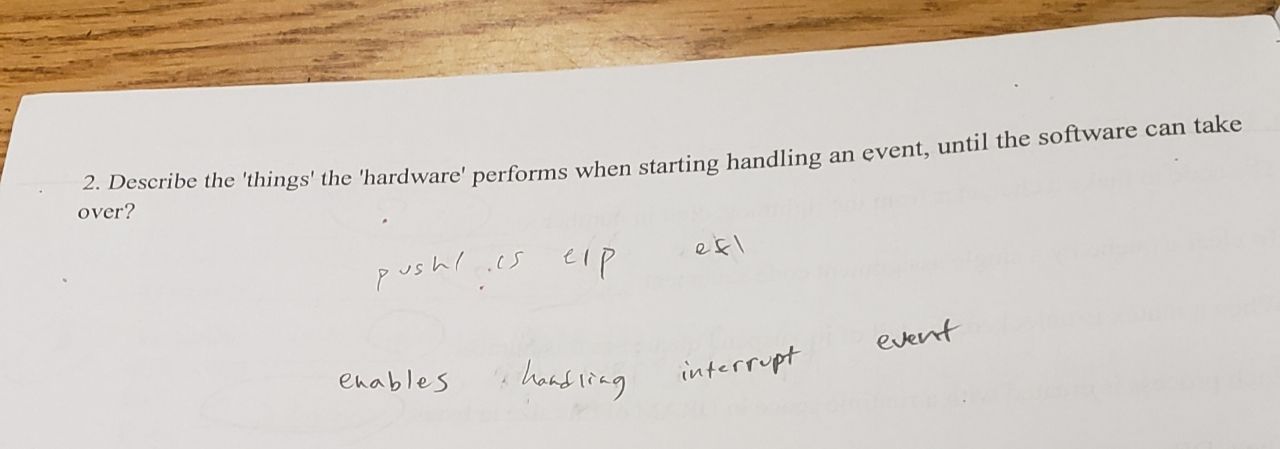 2. Describe the 'things' the 'hardware' performs when starting handling an event, until the software can take
over?
pushl cs eip efl
enables handling interrupt event